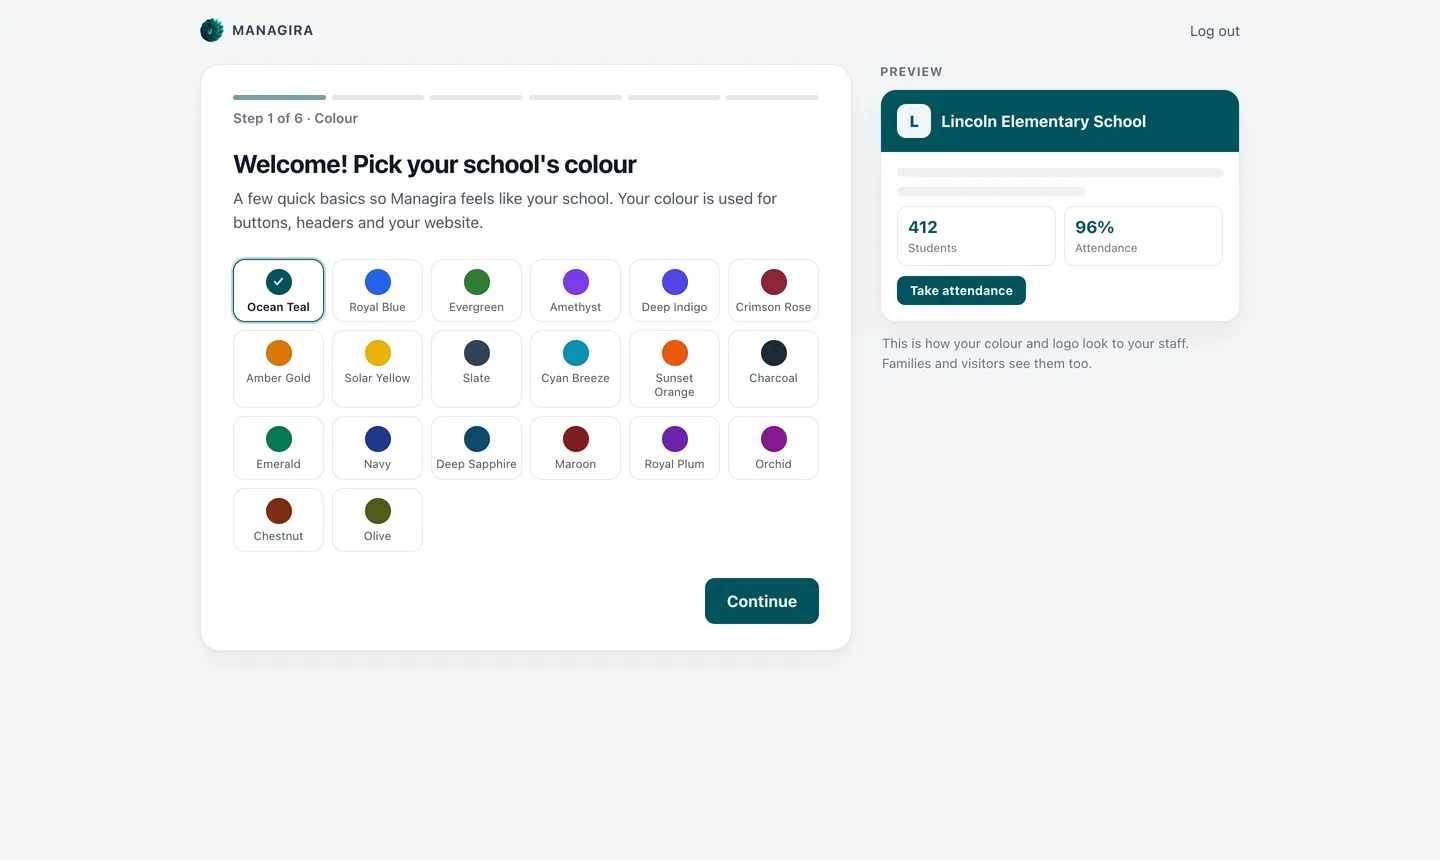 MANAGIRA
Log out
Step 1 of 6 · Colour
Welcome! Pick your school's colour
A few quick basics so Managira feels like your school. Your colour is used for
buttons, headers and your website.
Ocean Teal
Royal Blue
Evergreen
Amethyst
Deep Indigo
Crimson Rose
Amber Gold
Solar Yellow
Slate
Cyan Breeze
Sunset
Orange
Charcoal
Emerald
Navy
Deep Sapphire
Maroon
Royal Plum
Orchid
Chestnut
Olive
Continue
PREVIEW
L
Lincoln Elementary School
412
Students
96%
Attendance
Take attendance
This is how your colour and logo look to your staff.
Families and visitors see them too.